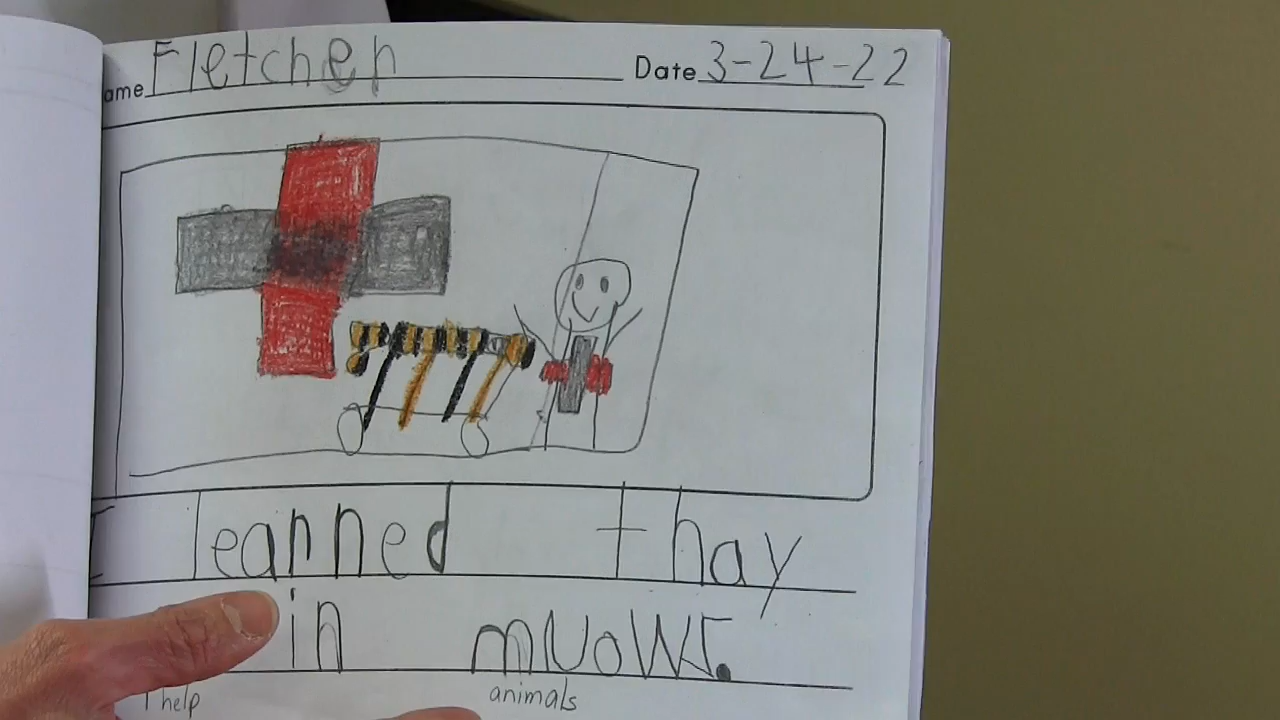 ame Fletcher Date 3-24-22
I learned thay
in muows.
I help animals